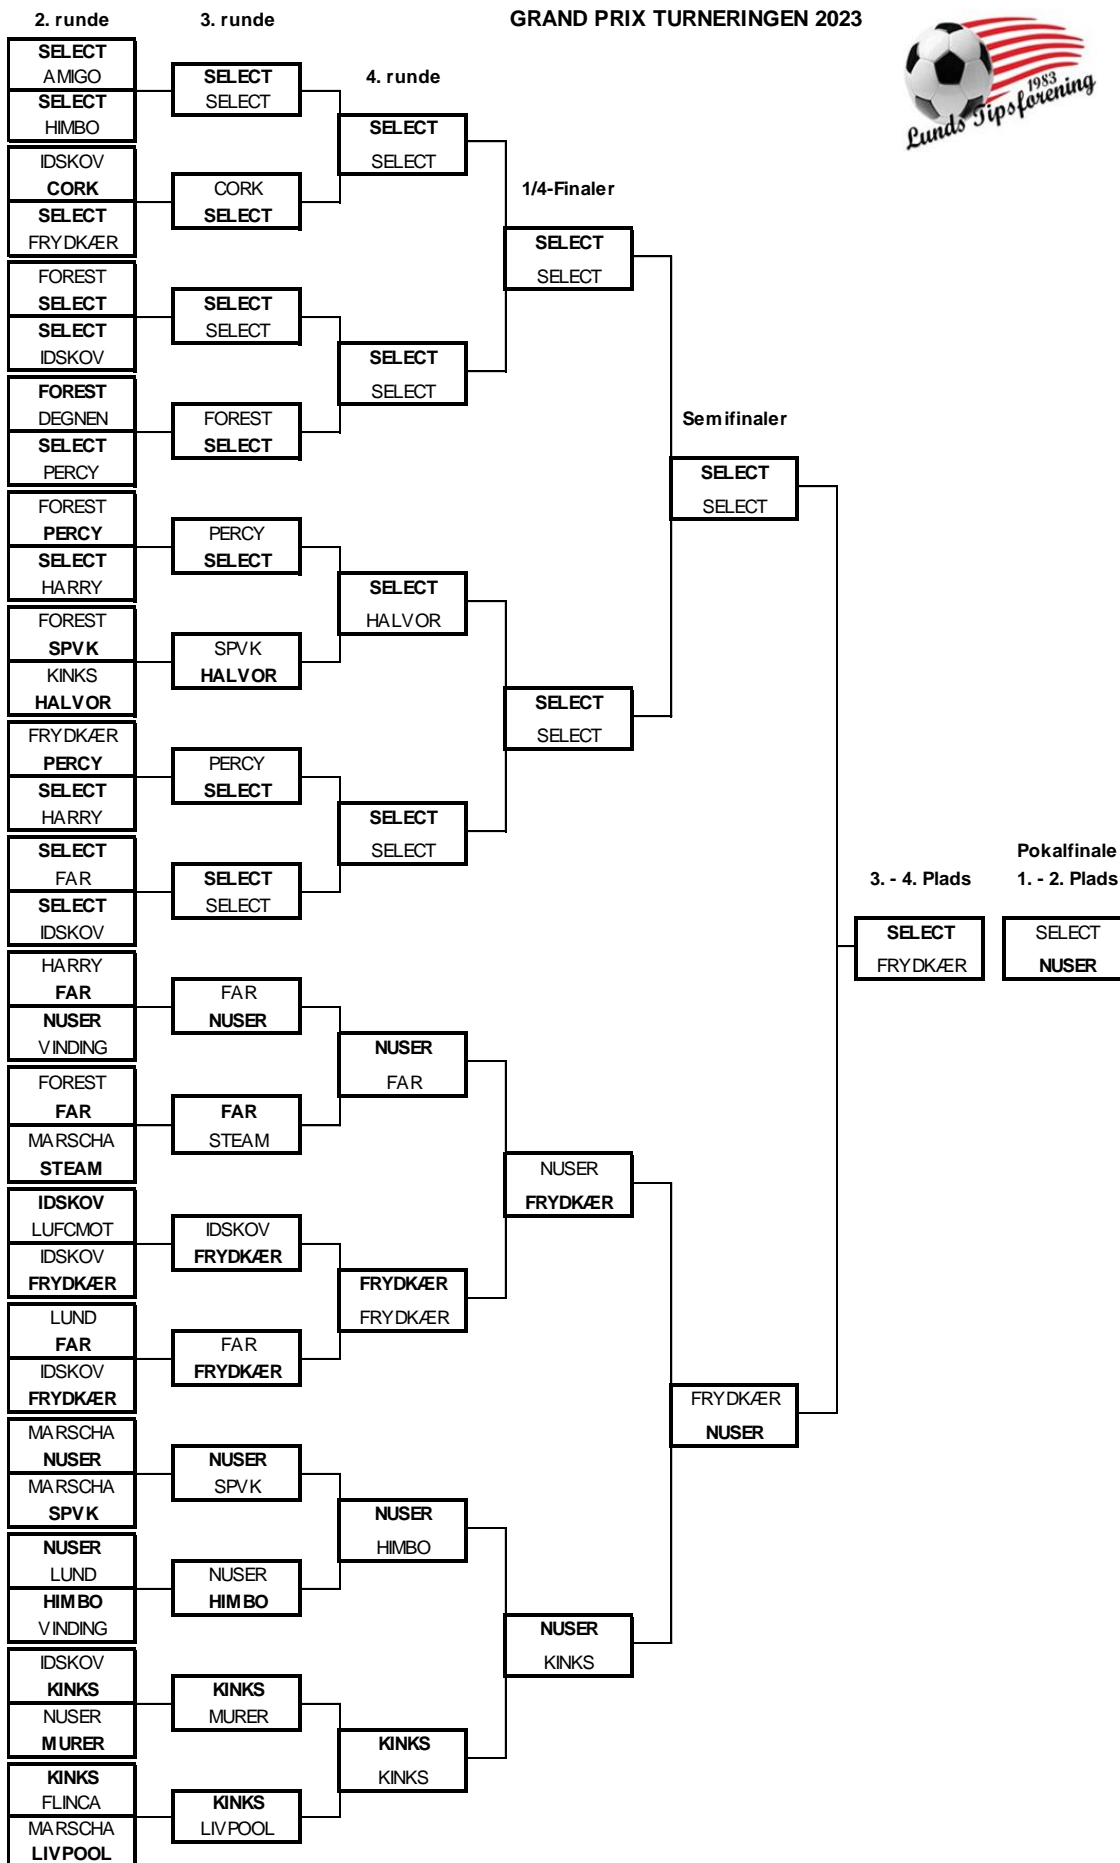 GRAND PRIX TURNERINGEN 2023
1983
Lunds Tipsforening
2. runde
SELECT
AMIGO
SELECT
HIMBO
IDSKOV
CORK
SELECT
FRYDKÆR
FOREST
SELECT
SELECT
IDSKOV
FOREST
DEGNEN
SELECT
PERCY
FOREST
PERCY
SELECT
HARRY
FOREST
SPVK
KINKS
HALVOR
FRYDKÆR
PERCY
SELECT
HARRY
SELECT
FAR
SELECT
IDSKOV
HARRY
FAR
NUSER
VINDING
FOREST
FAR
MARSCHA
STEAM
IDSKOV
LUFCMOT
IDSKOV
FRYDKÆR
LUND
FAR
IDSKOV
FRYDKÆR
MARSCHA
NUSER
MARSCHA
SPVK
NUSER
LUND
HIMBO
VINDING
IDSKOV
KINKS
NUSER
MURER
KINKS
FLINCA
MARSCHA
LIVPOOL
3. runde
SELECT
SELECT
CORK
SELECT
SELECT
SELECT
FOREST
SELECT
PERCY
SELECT
SPVK
HALVOR
PERCY
SELECT
SELECT
SELECT
FAR
NUSER
FAR
STEAM
IDSKOV
FRYDKÆR
FAR
FRYDKÆR
NUSER
SPVK
NUSER
HIMBO
KINKS
MURER
KINKS
LIVPOOL
4. runde
SELECT
SELECT
SELECT
SELECT
SELECT
HALVOR
SELECT
SELECT
NUSER
FAR
FRYDKÆR
FRYDKÆR
NUSER
HIMBO
KINKS
KINKS
1/4-Finaler
SELECT
SELECT
SELECT
SELECT
NUSER
FRYDKÆR
NUSER
KINKS
Semifinaler
SELECT
SELECT
FRYDKÆR
NUSER
3. - 4. Plads
SELECT
FRYDKÆR
Pokalfinale
1. - 2. Plads
SELECT
NUSER